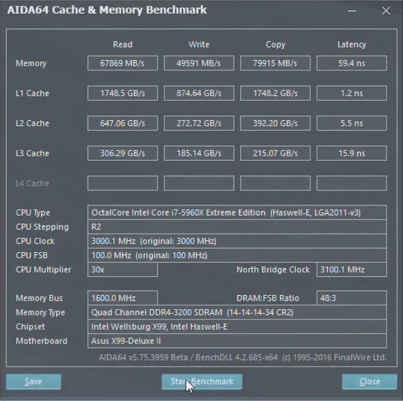 AIDA64 Cache & Memory Benchmark
Read Write Copy Latency
Memory 67869 MB/s 49591 MB/s 79915 MB/s 59.4 ns
L1 Cache 1748.5 GB/s 874.64 GB/s 1748.2 GB/s 1.2 ns
L2 Cache 647.06 GB/s 272.72 GB/s 392.20 GB/s 5.5 ns
L3 Cache 306.29 GB/s 185.14 GB/s 215.07 GB/s 15.9 ns
L4 Cache
CPU Type OctalCore Intel Core i7-5960X Extreme Edition (Haswell-E, LGA2011-v3)
CPU Stepping R2
CPU Clock 3000.1 MHz (original: 3000 MHz)
CPU FSB 100.0 MHz (original: 100 MHz)
CPU Multiplier 30x North Bridge Clock 3100.1 MHz
Memory Bus 1600.0 MHz DRAM:FSB Ratio 48:3
Memory Type Quad Channel DDR4-3200 SDRAM (14-14-14-34 CR2)
Chipset Intel Wellsburg X99, Intel Haswell-E
Motherboard Asus X99-Deluxe II
AIDA64 v5.75.3959 Beta / BenchDLL 4.2.685-x64 (c) 1995-2016 FinalWire Ltd.
Save Start Benchmark Close